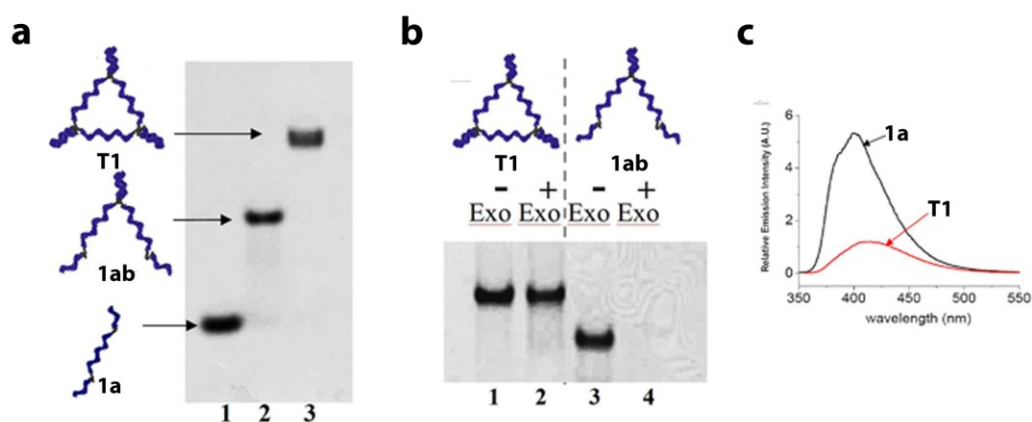 a
T1
1ab
1a
1 2 3
b
T1 1ab
- + - +
Exo Exo Exo Exo
1 2 3 4
c
Relative Emission Intensity (A.U.)
6
4
2
0
1a
T1
350 400 450 500 550
wavelength (nm)